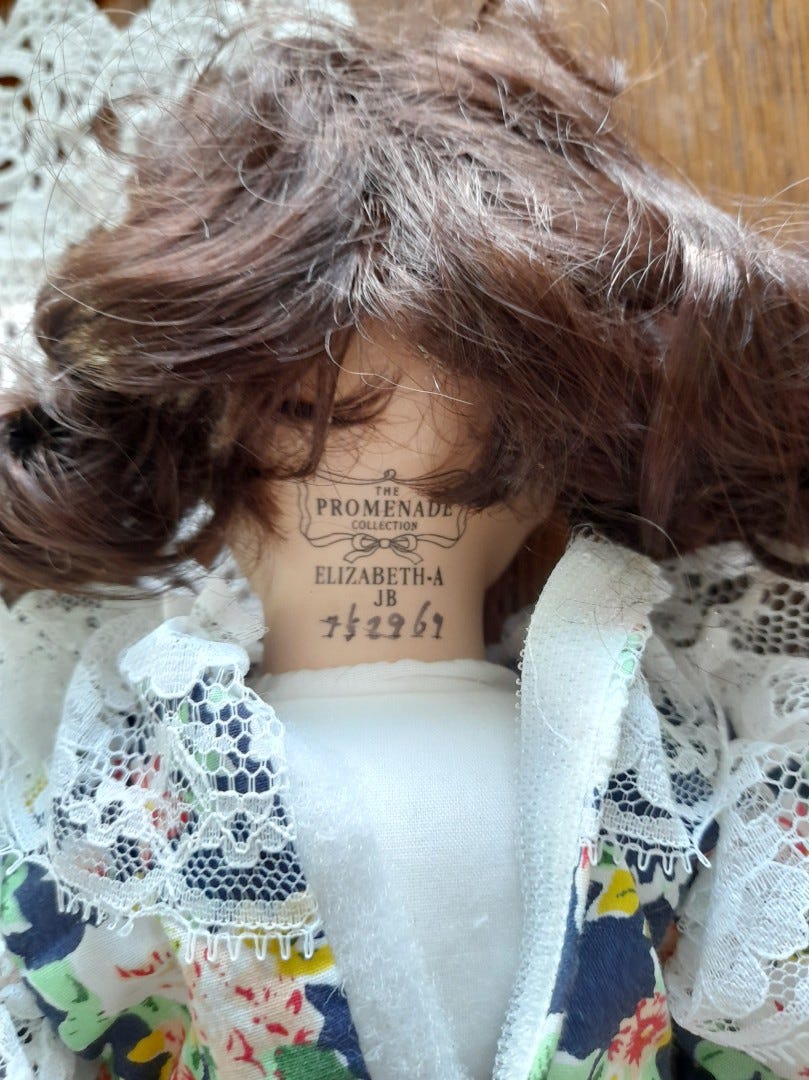 THE
PROMENADE
COLLECTION
ELIZABETH-A
JB